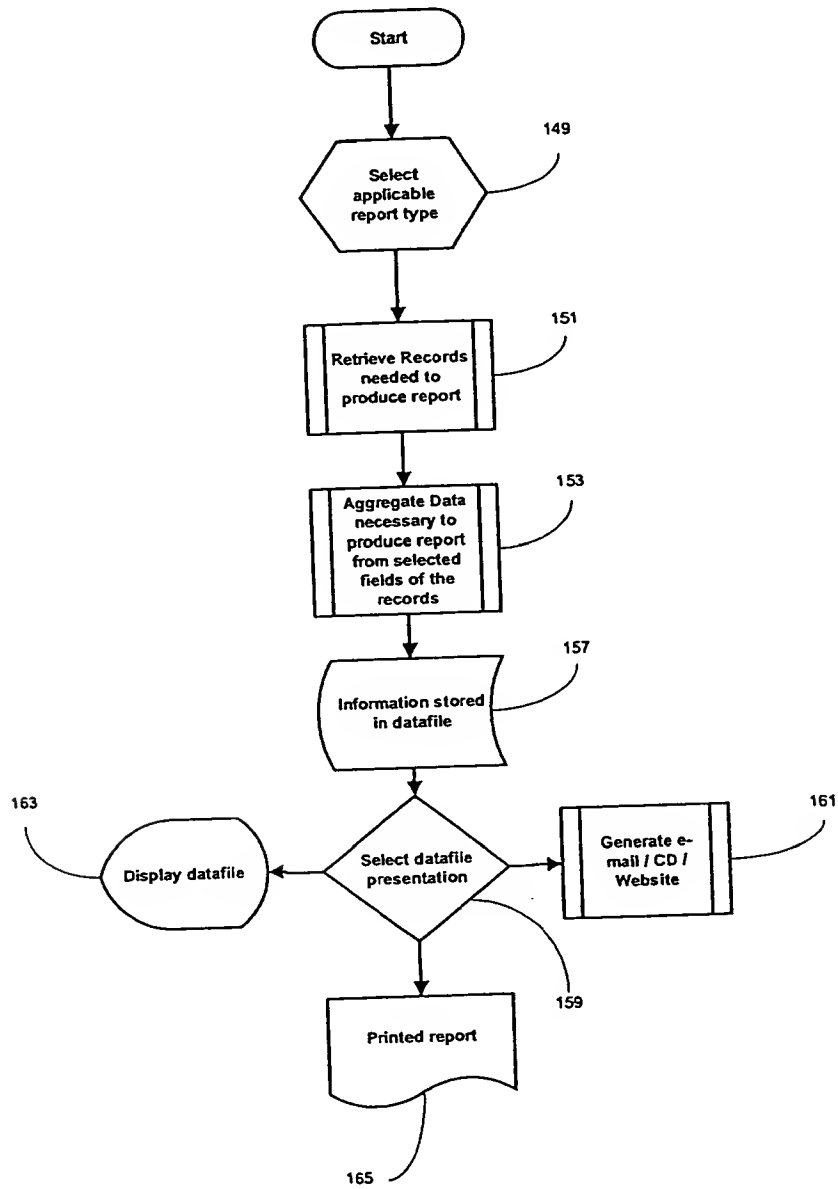 Start
149
Select
applicable
report type
151
Retrieve Records
needed to
produce report
153
Aggregate Data
necessary to
produce report
from selected
fields of the
records
157
Information stored
in datafile
163
161
Display datafile
Select datafile
presentation
Generate e-
mail / CD /
Website
159
Printed report
165